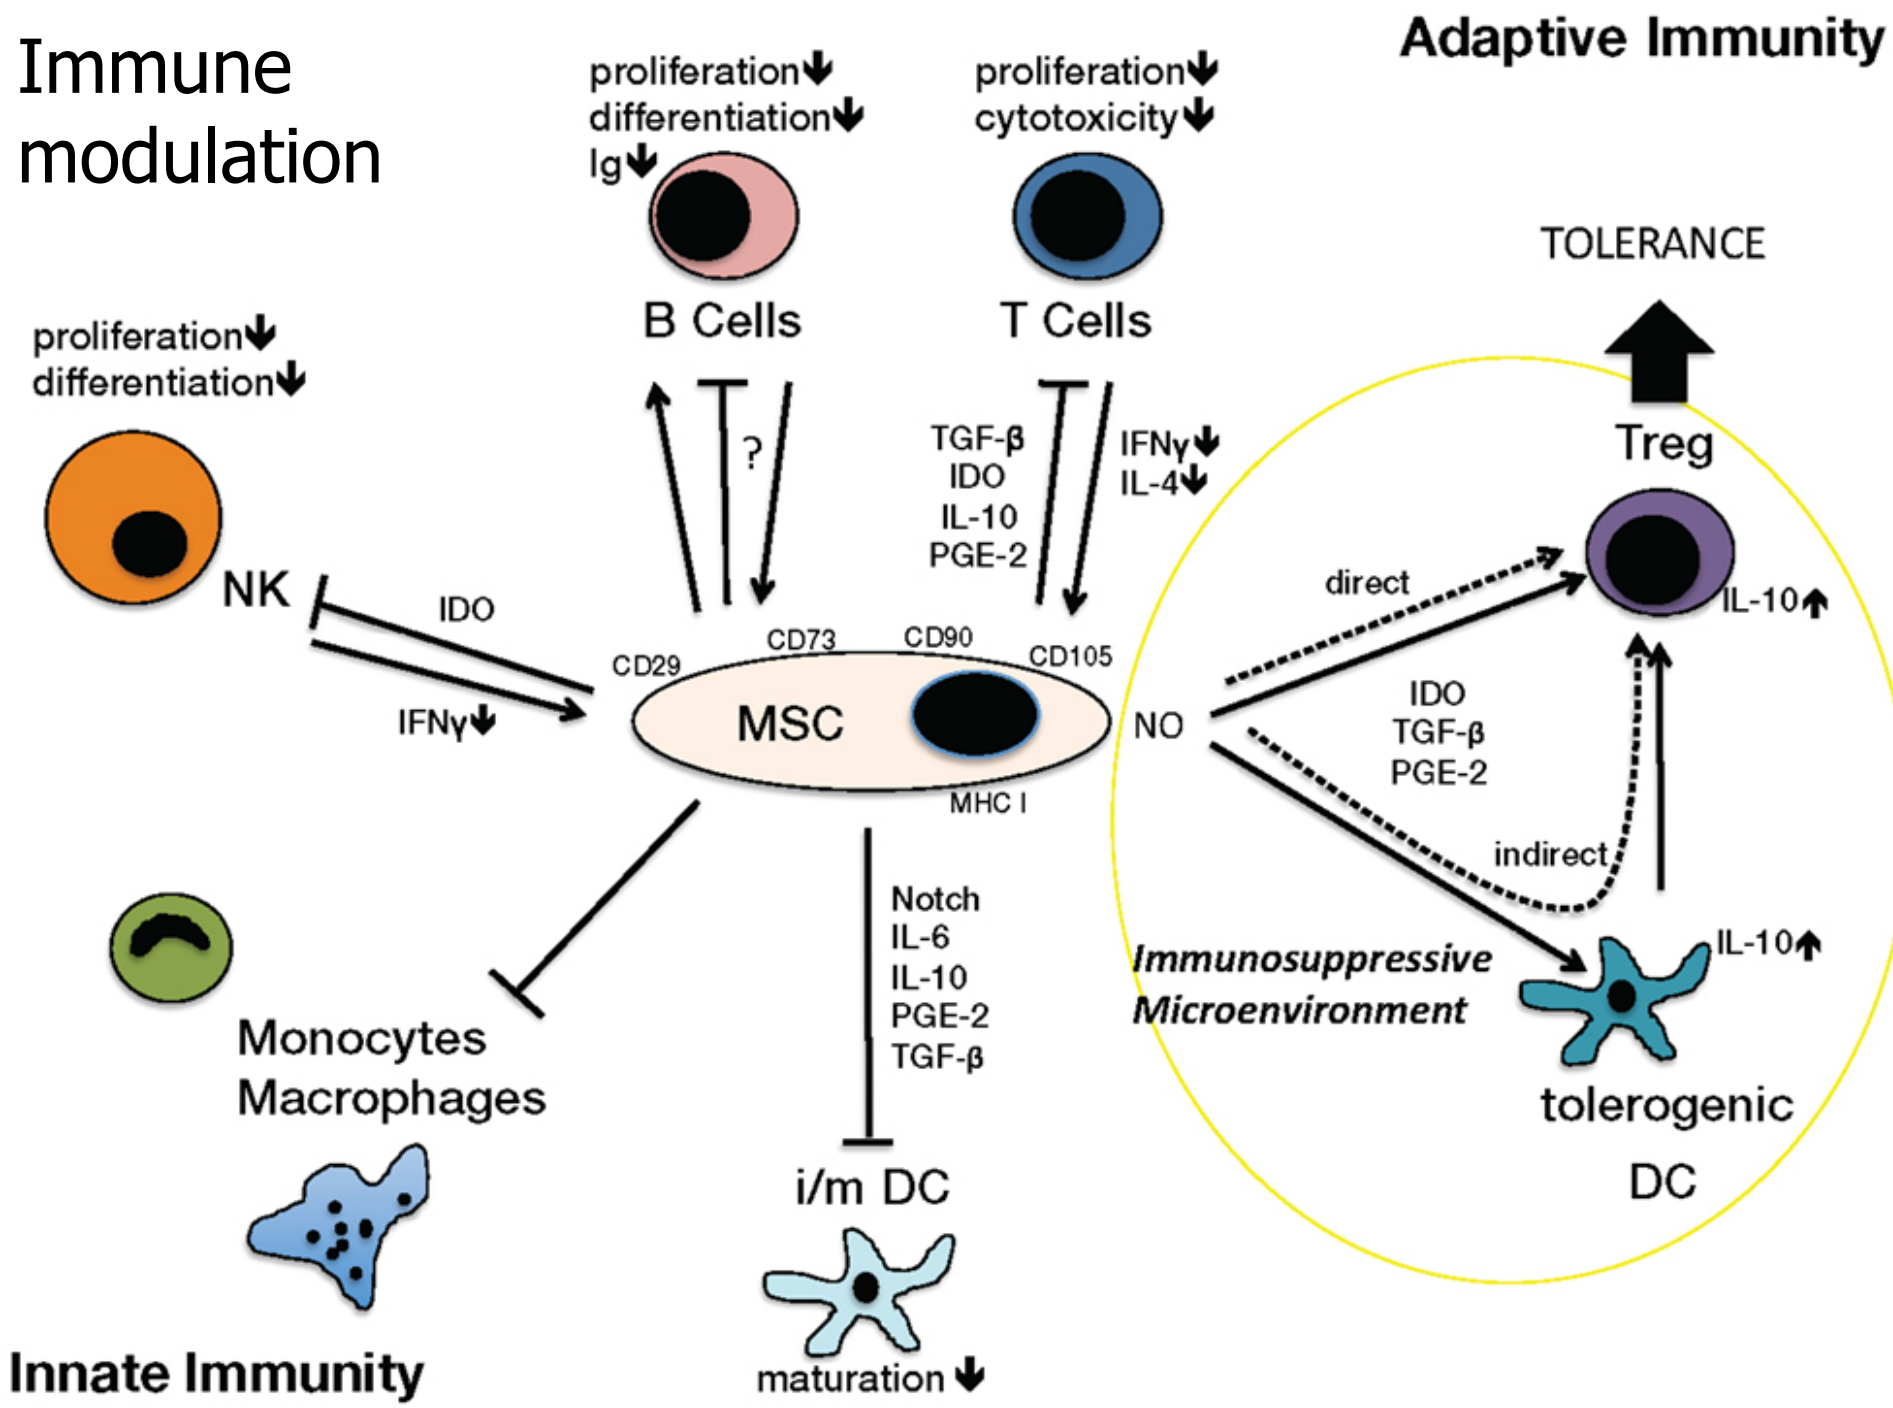 Immune
modulation
Adaptive Immunity
proliferation↓
differentiation↓
Ig↓
B Cells
proliferation↓
cytotoxicity↓
T Cells
TOLERANCE
Treg
IL-10↑
proliferation↓
differentiation↓
NK
IDO
IFNγ↓
?
TGF-β
IDO
IL-10
PGE-2
IFNγ↓
IL-4↓
CD29
CD73
CD90
CD105
MSC
MHC I
NO
direct
IDO
TGF-β
PGE-2
indirect
Immunosuppressive
Microenvironment
IL-10↑
tolerogenic
DC
Notch
IL-6
IL-10
PGE-2
TGF-β
i/m DC
maturation ↓
Monocytes
Macrophages
Innate Immunity